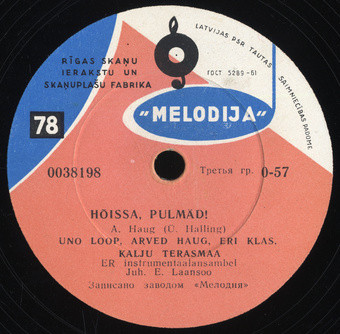 LATVIJAS PSR TAUTAS SAIMNIECĪBAS PADOME
RĪGAS SKAŅU
IERAKSTU UN
SKAŅUPLAŠU FABRIKA
ГОСТ 5289-61
"MELODIJA"
78
0038198
Третья гр. 0-57
HÕISSA, PULMAD!
A. Haug (U. Halling)
UNO LOOP, ARVED HAUG, ERI KLAS,
KALJU TERASMAA
ER instrumentaalansambel
Juh. E. Laansoo
Записано заводом «Мелодия»